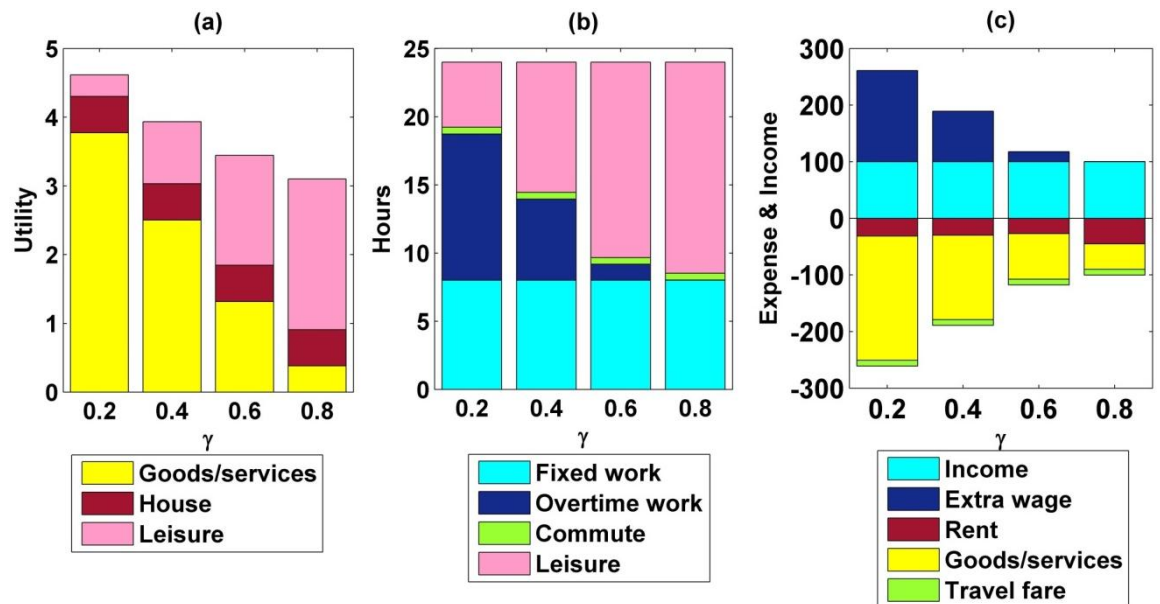 (a)
5
4
3
2
1
0
Utility
0.2 0.4 0.6 0.8
γ
Goods/services
House
Leisure
(b)
25
20
15
10
5
0
Hours
0.2 0.4 0.6 0.8
γ
Fixed work
Overtime work
Commute
Leisure
(c)
300
200
100
0
-100
-200
-300
Expense & Income
0.2 0.4 0.6 0.8
γ
Income
Extra wage
Rent
Goods/services
Travel fare